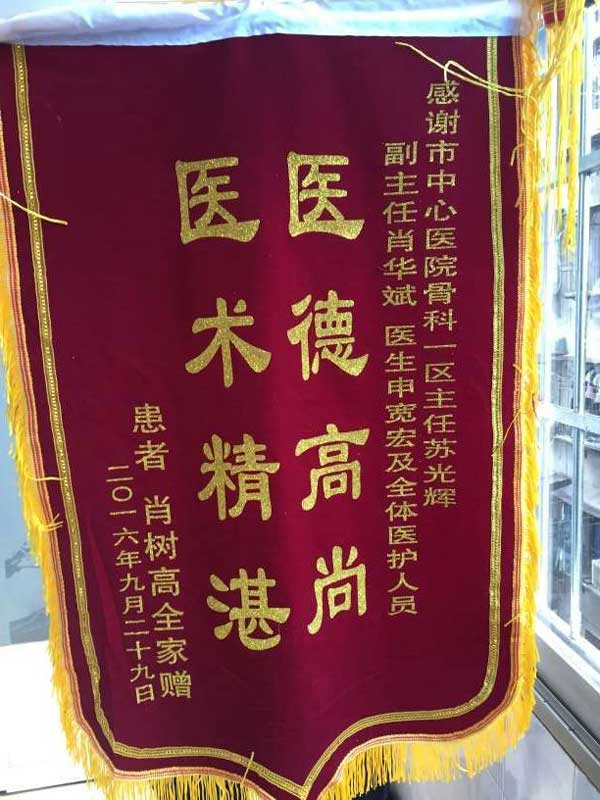 感谢市中心医院骨科一区主任苏光辉
副主任肖华斌 医生申宽宏及全体医护人员
医德高尚
医术精湛
患者 肖树高全家赠
二〇一六年九月二十九日